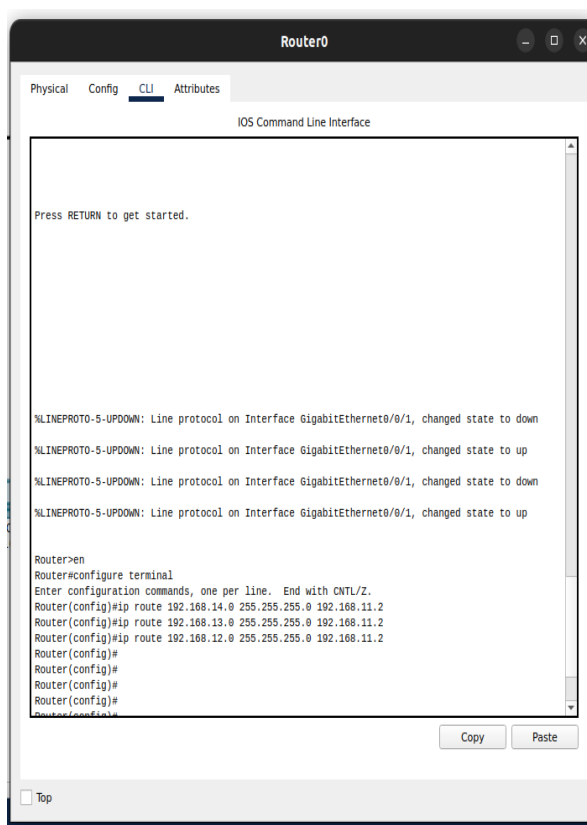 Router0
Physical Config CLI Attributes
IOS Command Line Interface
Press RETURN to get started.
%LINEPROTO-5-UPDOWN: Line protocol on Interface GigabitEthernet0/0/1, changed state to down
%LINEPROTO-5-UPDOWN: Line protocol on Interface GigabitEthernet0/0/1, changed state to up
%LINEPROTO-5-UPDOWN: Line protocol on Interface GigabitEthernet0/0/1, changed state to down
%LINEPROTO-5-UPDOWN: Line protocol on Interface GigabitEthernet0/0/1, changed state to up
Router>en
Router#configure terminal
Enter configuration commands, one per line.  End with CNTL/Z.
Router(config)#ip route 192.168.14.0 255.255.255.0 192.168.11.2
Router(config)#ip route 192.168.13.0 255.255.255.0 192.168.11.2
Router(config)#ip route 192.168.12.0 255.255.255.0 192.168.11.2
Router(config)#
Router(config)#
Router(config)#
Router(config)#
Router(config)#
Copy Paste
Top